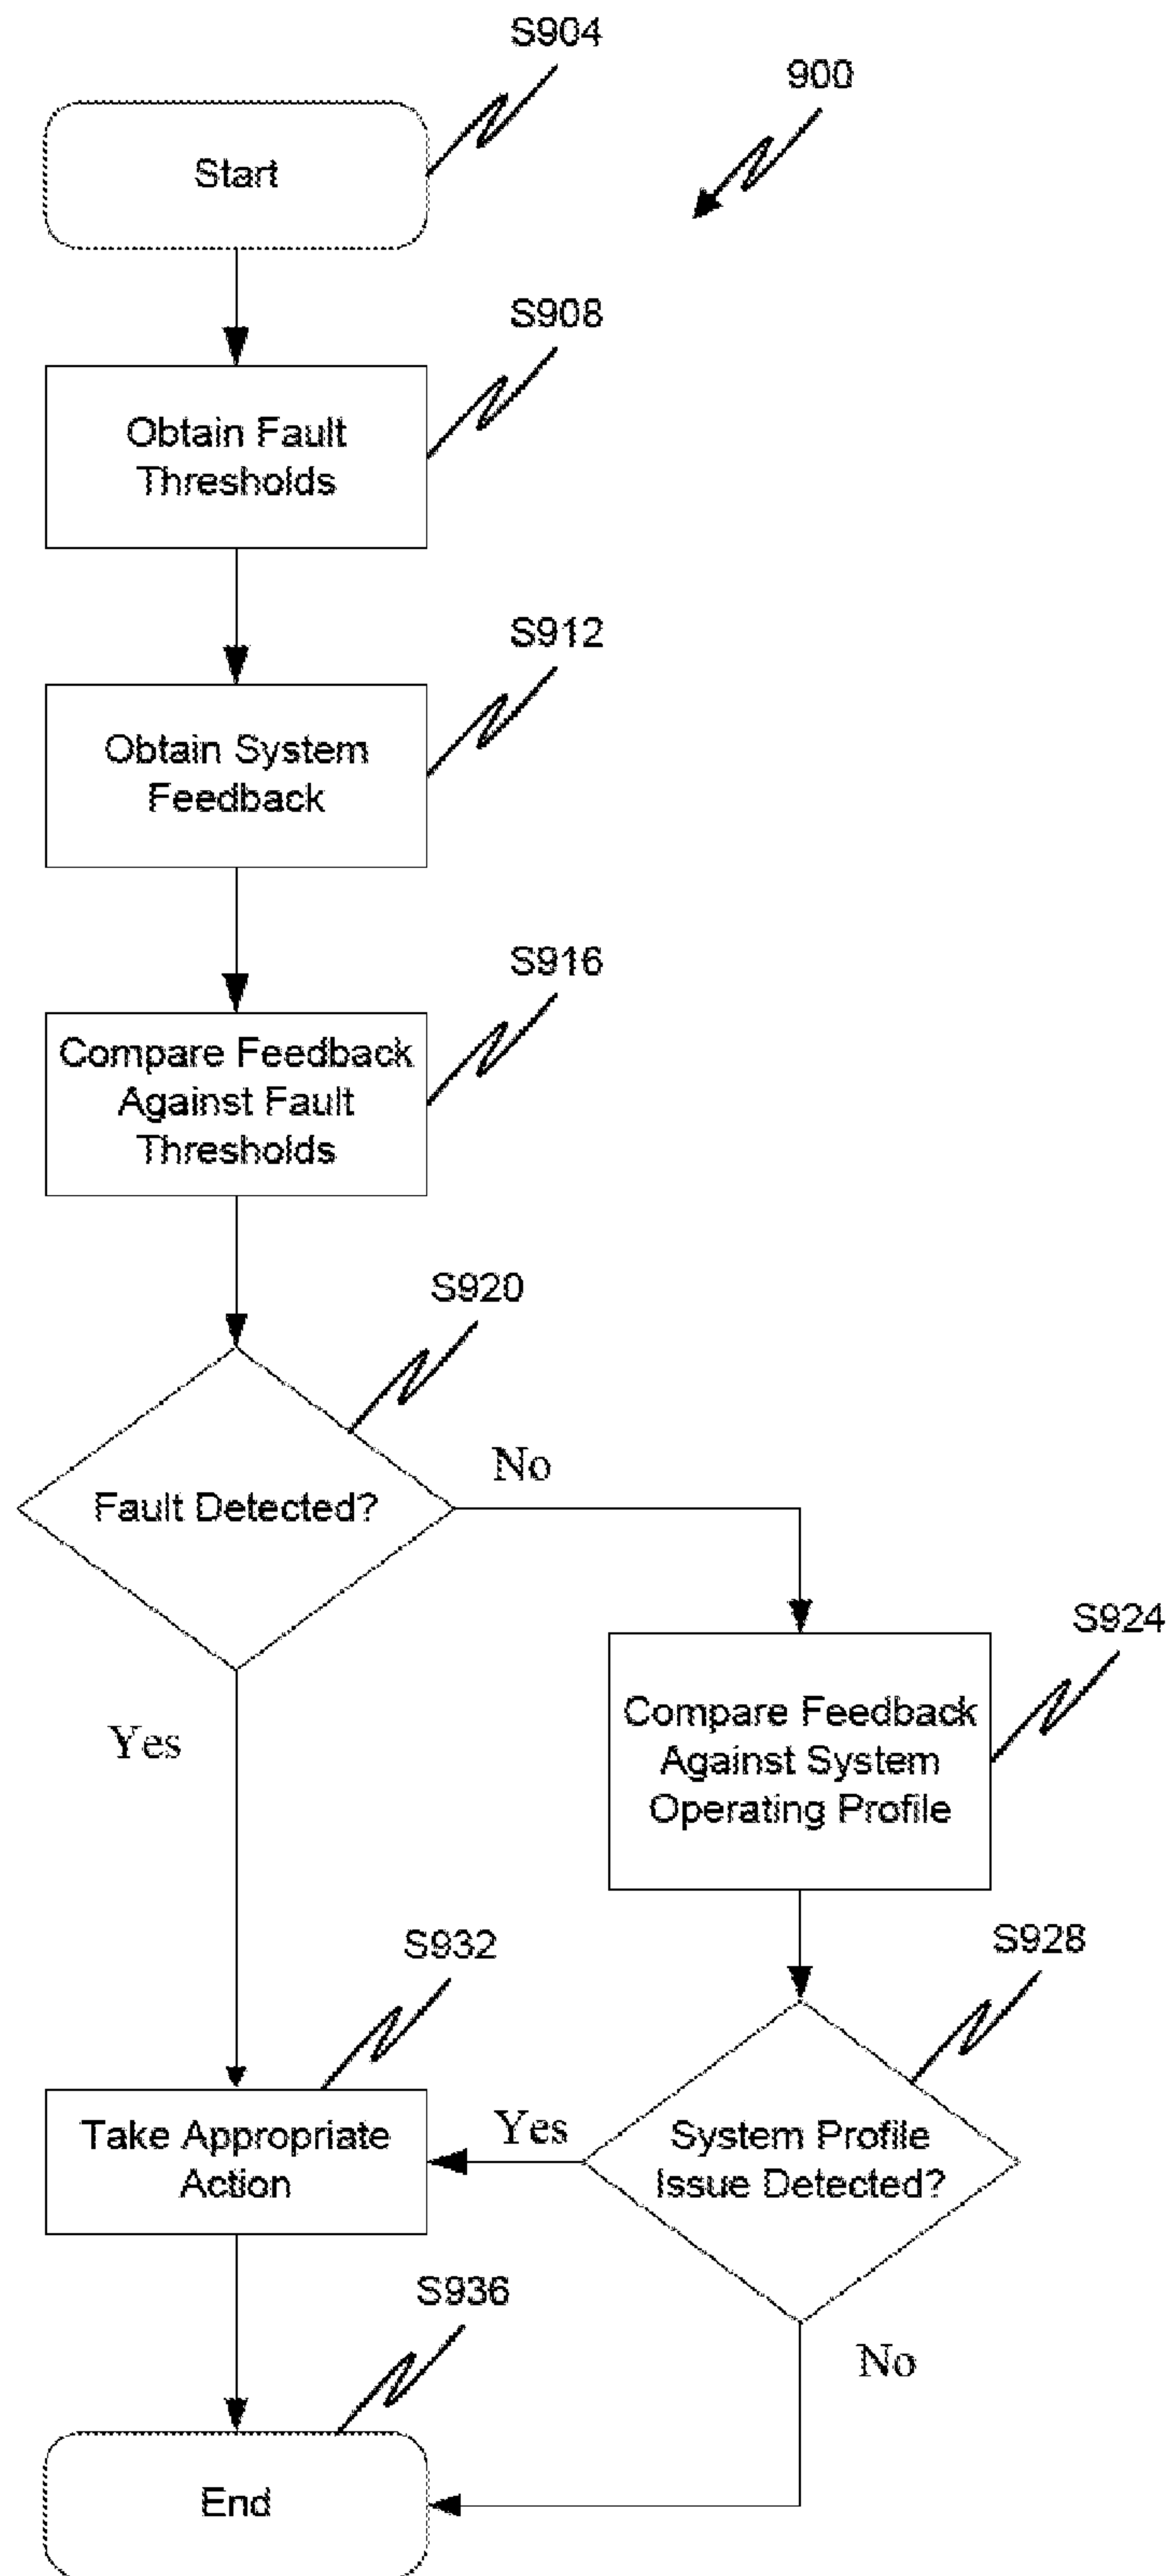 S904
900
Start
S908
Obtain Fault
Thresholds
S912
Obtain System
Feedback
S916
Compare Feedback
Against Fault
Thresholds
S920
No
Fault Detected?
S924
Yes
Compare Feedback
Against System
Operating Profile
S932
S928
Take Appropriate
Action
Yes
System Profile
Issue Detected?
S936
No
End